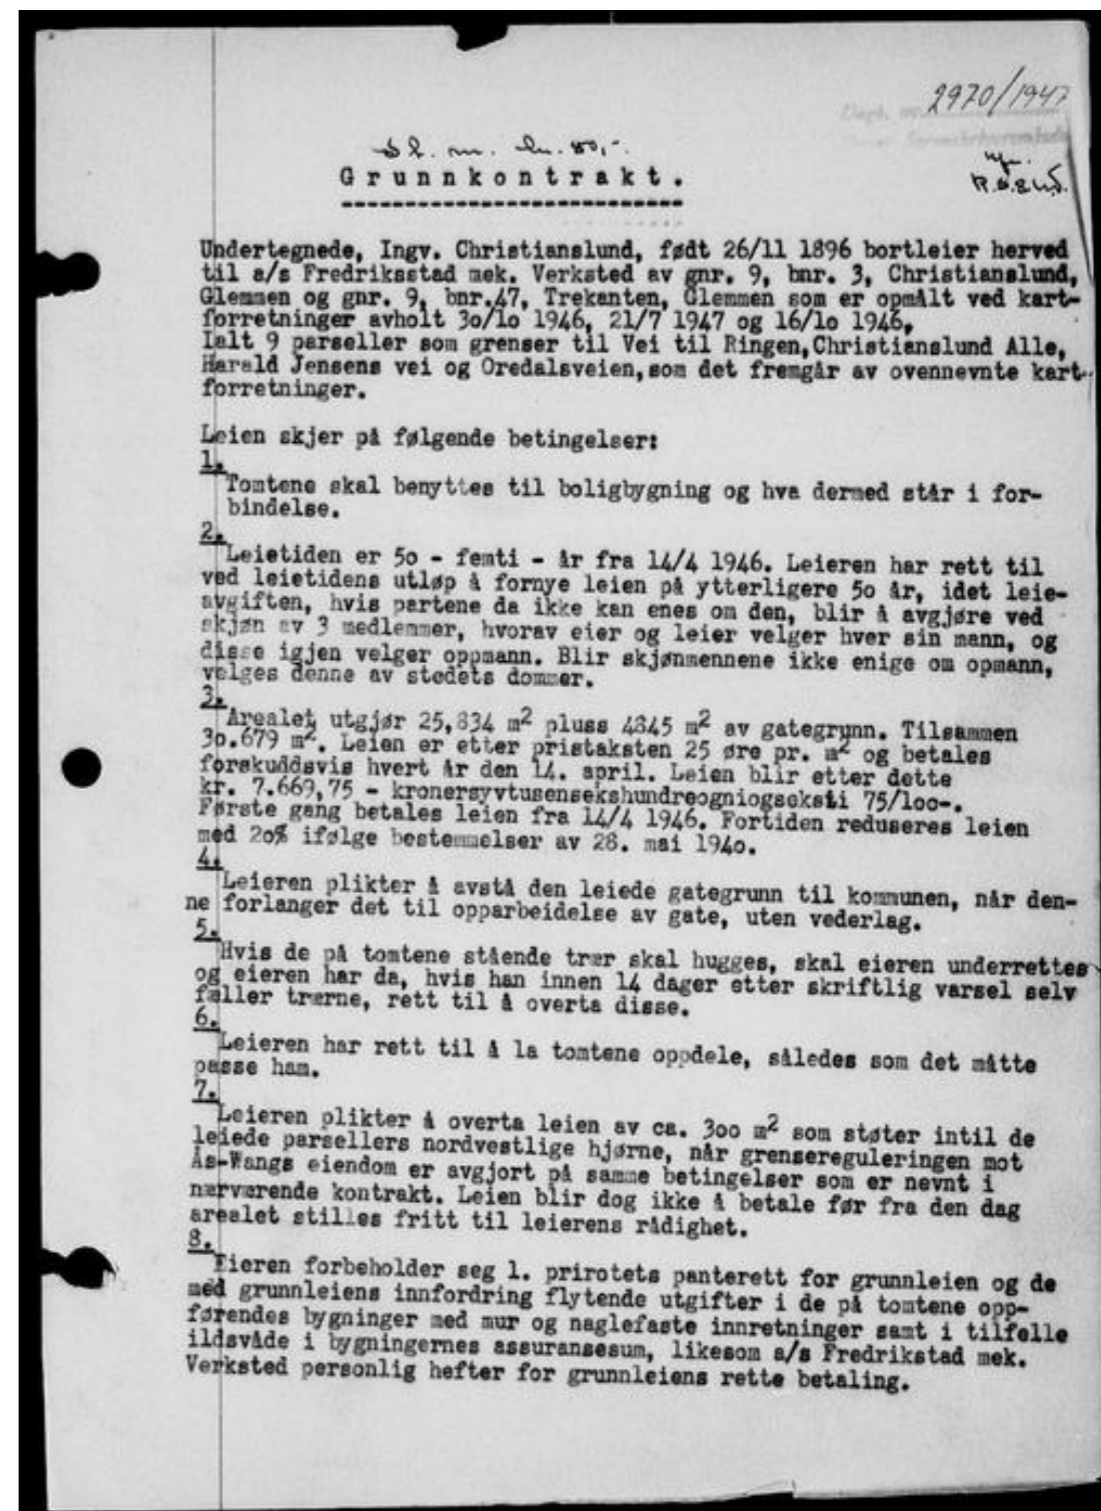 2970/1947
Grunnkontrakt.
Undertegnede, Ingv. Christianslund, født 26/11 1896 bortleier herved
til a/s Fredriksstad mek. Verksted av gnr. 9, bnr. 3, Christianslund,
Glemmen og gnr. 9, bnr.47, Trekanten, Glemmen som er opmålt ved kart-
forretninger avholt 3o/lo 1946, 21/7 1947 og 16/lo 1946,
Ialt 9 parseller som grenser til Vei til Ringen,Christianslund Alle,
Harald Jensens vei og Oredalsveien,som det fremgår av ovennevnte kart-
forretninger.
Leien skjer på følgende betingelser:
1.
Tomtene skal benyttes til boligbygning og hva dermed står i for-
bindelse.
2.
Leietiden er 5o - femti - år fra 14/4 1946. Leieren har rett til
ved leietidens utløp å fornye leien på ytterligere 5o år, idet leie-
avgiften, hvis partene da ikke kan enes om den, blir å avgjøre ved
skjøn av 3 medlemmer, hvorav eier og leier velger hver sin mann, og
disse igjen velger oppmann. Blir skjønmennene ikke enige om opmann,
velges denne av stedets dommer.
3.
Arealet utgjør 25,834 m2 pluss 4845 m2 av gategrunn. Tilsammen
3o.679 m2. Leien er etter pristaksten 25 øre pr. m2 og betales
forskuddsvis hvert år den 14. april. Leien blir etter dette
kr. 7.669,75 - kronersyvtusensekshundreogniogseksti 75/loo-.
Første gang betales leien fra 14/4 1946. Fortiden reduseres leien
med 2o% ifølge bestemmelser av 28. mai 194o.
4.
Leieren plikter å avstå den leiede gategrunn til kommunen, når den-
ne forlanger det til opparbeidelse av gate, uten vederlag.
5.
Hvis de på tomtene stående trær skal hugges, skal eieren underrettes
og eieren har da, hvis han innen 14 dager etter skriftlig varsel selv
fæller trærne, rett til å overta disse.
6.
Leieren har rett til å la tomtene oppdele, således som det måtte
passe ham.
7.
Leieren plikter å overta leien av ca. 3oo m2 som støter intil de
leiede parsellers nordvestlige hjørne, når grensereguleringen mot
Ås-Wangs eiendom er avgjort på samme betingelser som er nevnt i
nærværende kontrakt. Leien blir dog ikke å betale før fra den dag
arealet stilles fritt til leierens rådighet.
8.
Eieren forbeholder seg 1. prirotets panterett for grunnleien og de
med grunnleiens innfordring flytende utgifter i de på tomtene opp-
førendes bygninger med mur og naglefaste innretninger samt i tilfelle
ildsvåde i bygningernes assuransesum, likesom a/s Fredrikstad mek.
Verksted personlig hefter for grunnleiens rette betaling.